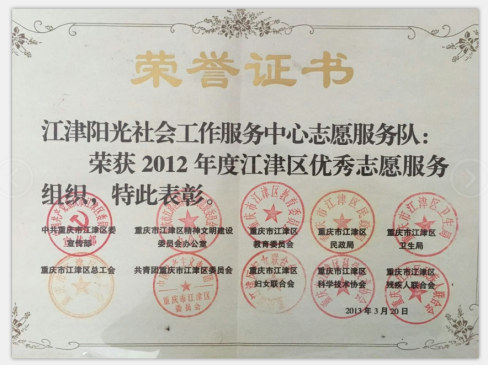 荣誉证书
江津阳光社会工作服务中心志愿服务队：
荣获 2012 年度江津区优秀志愿服务
组织，特此表彰。
中共重庆市江津区委 重庆市江津区精神文明建设 重庆市江津区 重庆市江津区 重庆市江津区
宣传部 委员会办公室 教育委员会 民政局 卫生局
重庆市江津区总工会 共青团重庆市江津区委员会 重庆市江津区 重庆市江津区 重庆市江津区
妇女联合会 科学技术协会 残疾人联合会
2013 年 3 月 20 日